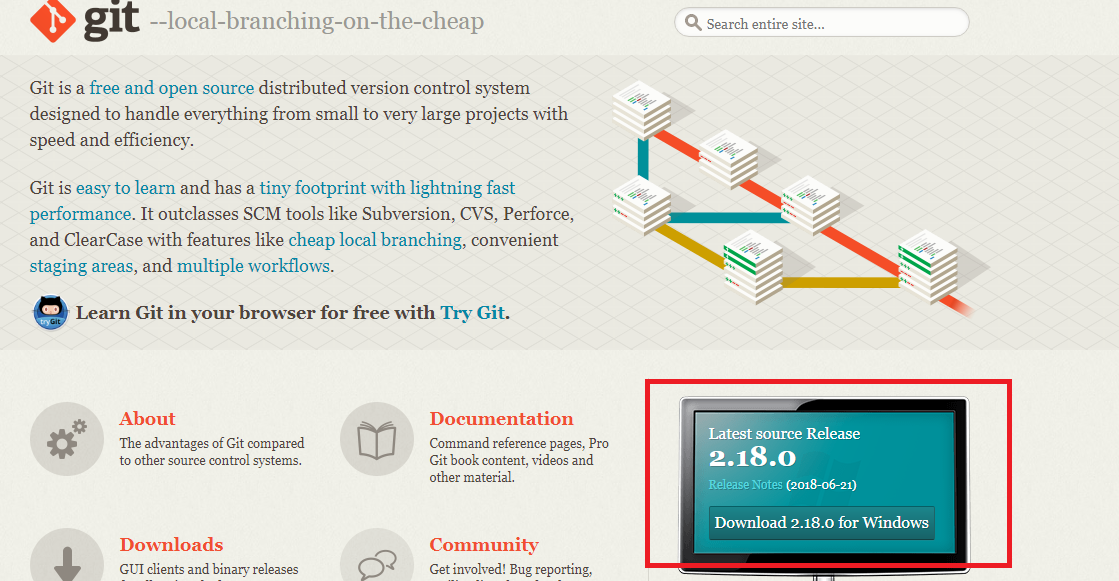 git --local-branching-on-the-cheap
Search entire site...
Git is a free and open source distributed version control system
designed to handle everything from small to very large projects with
speed and efficiency.
Git is easy to learn and has a tiny footprint with lightning fast
performance. It outclasses SCM tools like Subversion, CVS, Perforce,
and ClearCase with features like cheap local branching, convenient
staging areas, and multiple workflows.
Learn Git in your browser for free with Try Git.
About
The advantages of Git compared
to other source control systems.
Documentation
Command reference pages, Pro
Git book content, videos and
other material.
Latest source Release
2.18.0
Release Notes (2018-06-21)
Download 2.18.0 for Windows
Downloads
GUI clients and binary releases
Community
Get involved! Bug reporting,